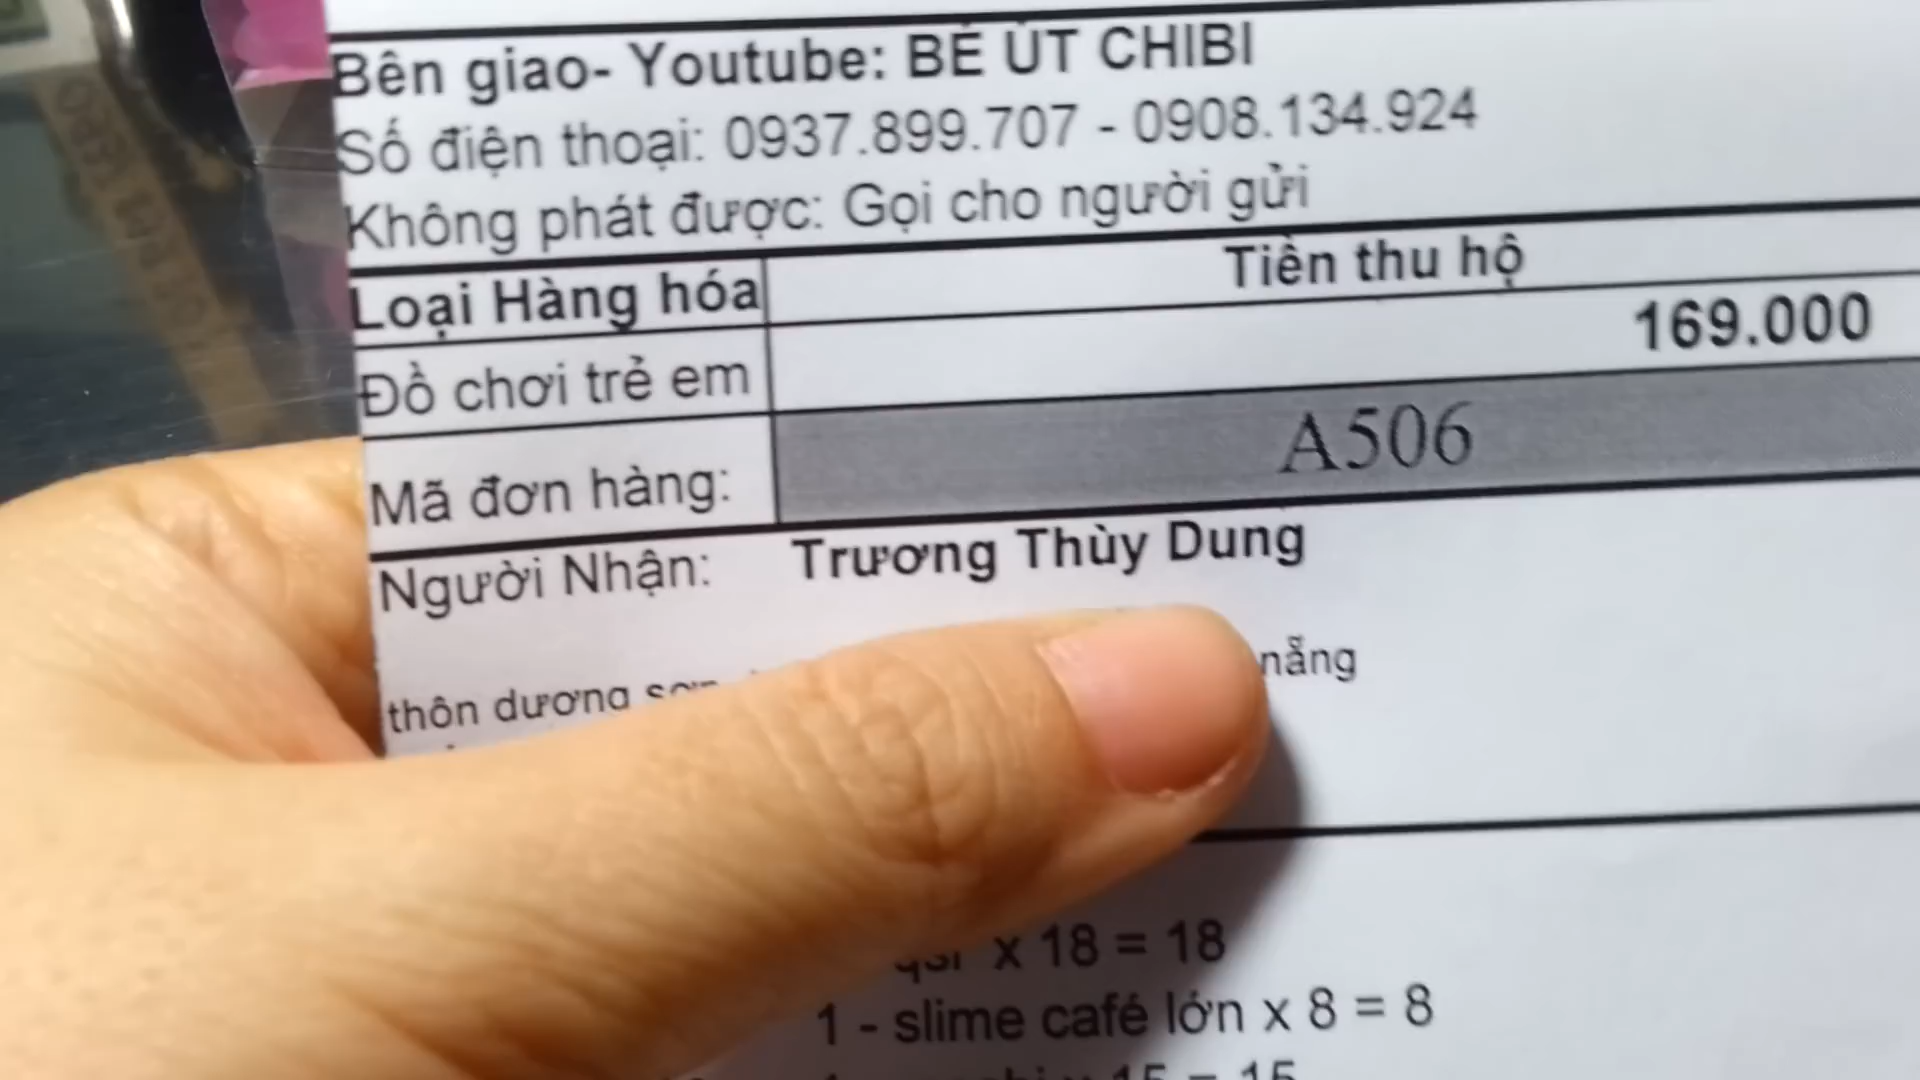 Bên giao- Youtube: BÉ ÚT CHIBI
Số điện thoại: 0937.899.707 - 0908.134.924
Không phát được: Gọi cho người gửi
Loại Hàng hóa Tiền thu hộ
Đồ chơi trẻ em 169.000
Mã đơn hàng: A506
Người Nhận: Trương Thùy Dung
thôn dương nẵng
x 18 = 18
1 - slime café lớn x 8 = 8
x 15 = 15